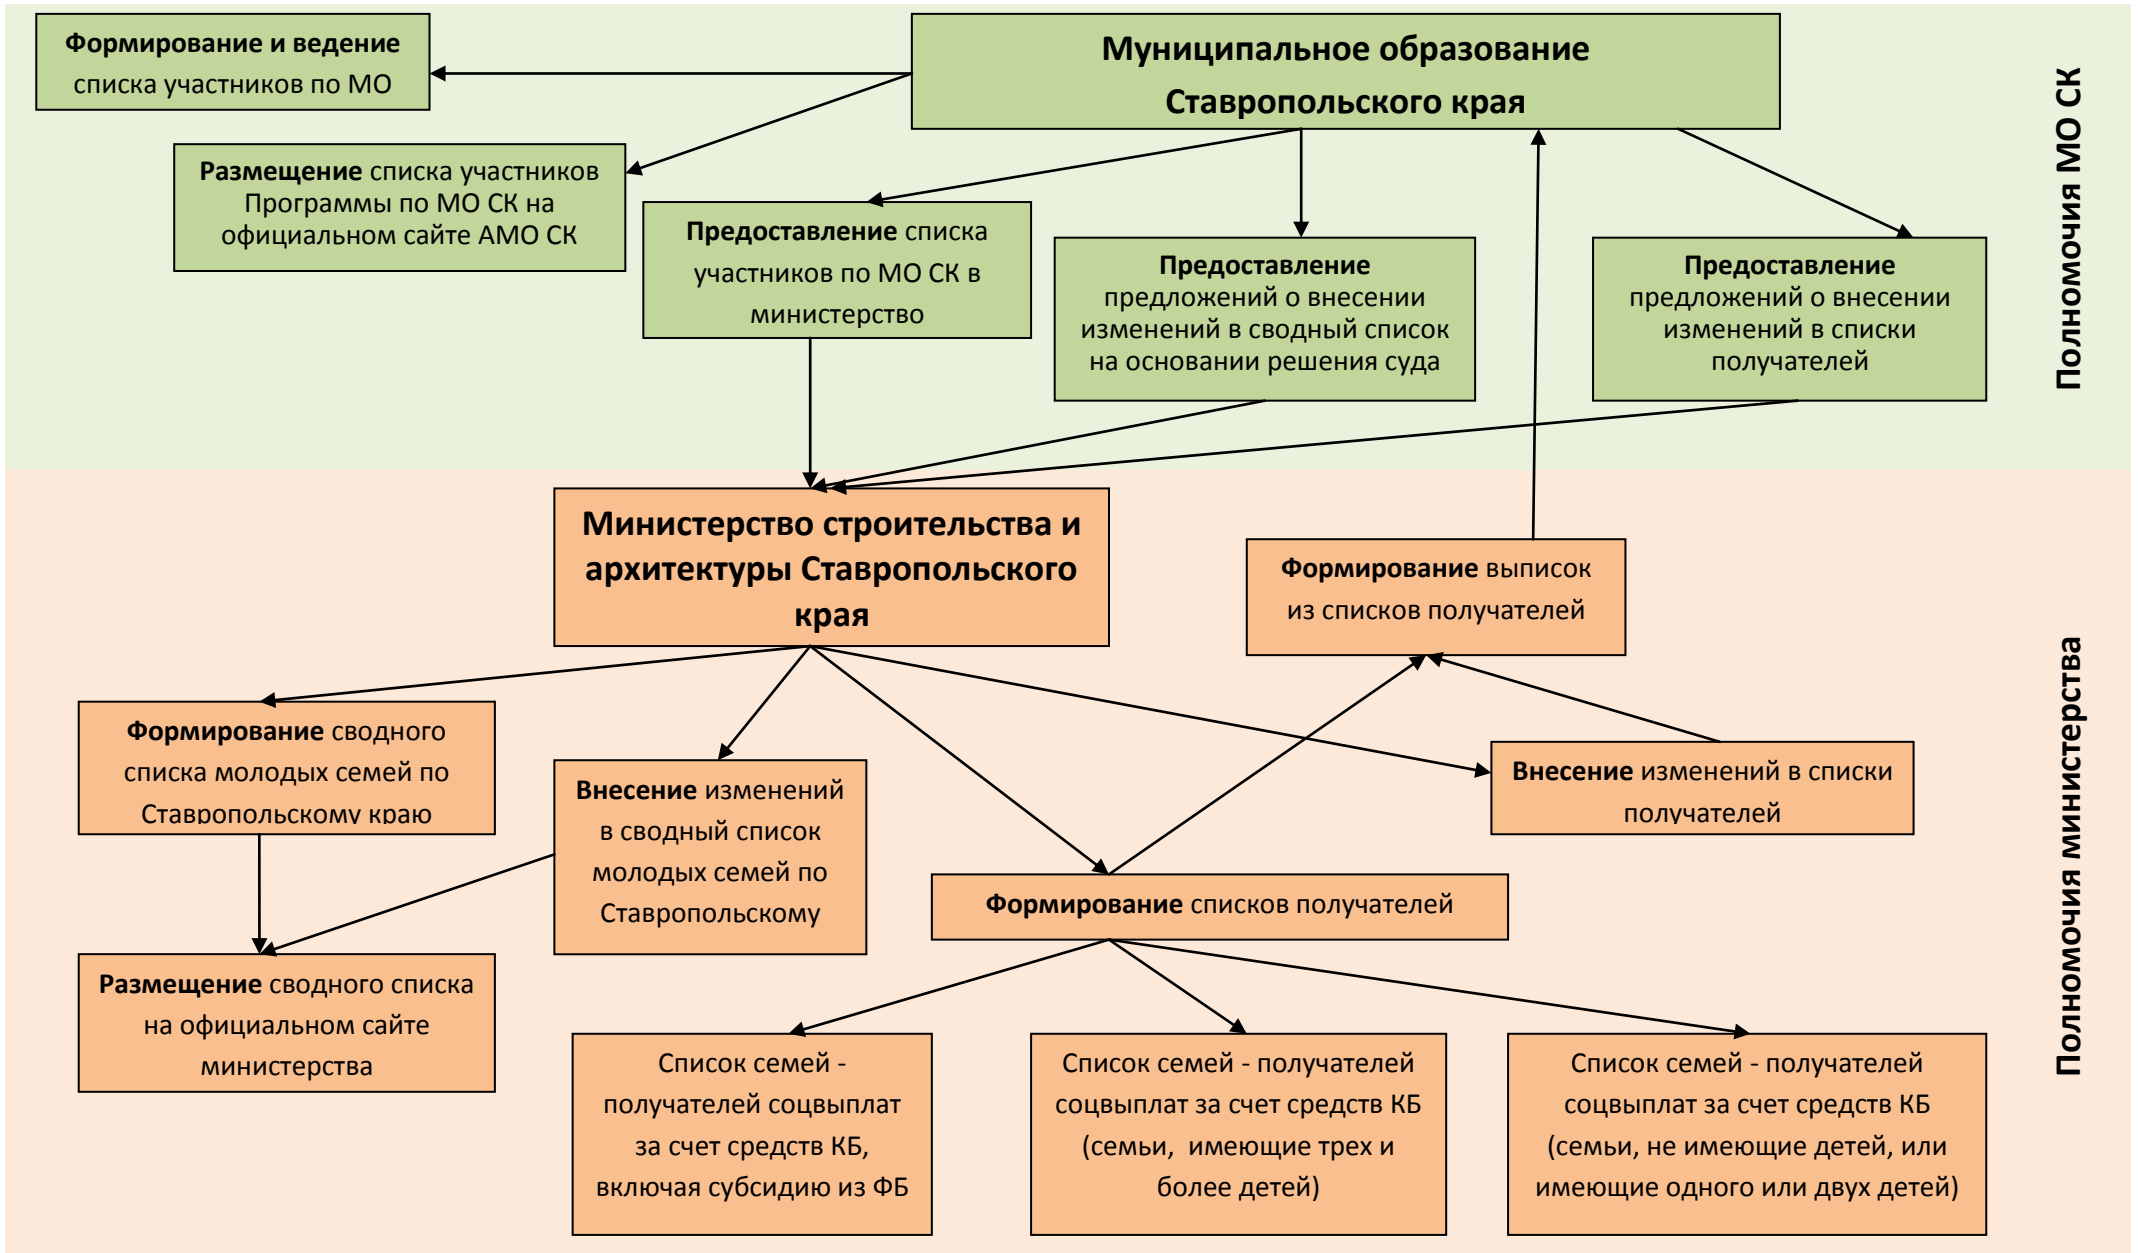 Формирование и ведение
списка участников по МО
Муниципальное образование
Ставропольского края
Полномочия МО СК
Размещение списка участников
Программы по МО СК на
официальном сайте АМО СК
Предоставление списка
участников по МО СК в
министерство
Предоставление
предложений о внесении
изменений в сводный список
на основании решения суда
Предоставление
предложений о внесении
изменений в списки
получателей
Министерство строительства и
архитектуры Ставропольского
края
Формирование выписок
из списков получателей
Полномочия министерства
Формирование сводного
списка молодых семей по
Ставропольскому краю
Внесение изменений
в сводный список
молодых семей по
Ставропольскому
Внесение изменений в списки
получателей
Формирование списков получателей
Размещение сводного списка
на официальном сайте
министерства
Список семей -
получателей соцвыплат
за счет средств КБ,
включая субсидию из ФБ
Список семей - получателей
соцвыплат за счет средств КБ
(семьи, имеющие трех и
более детей)
Список семей - получателей
соцвыплат за счет средств КБ
(семьи, не имеющие детей, или
имеющие одного или двух детей)